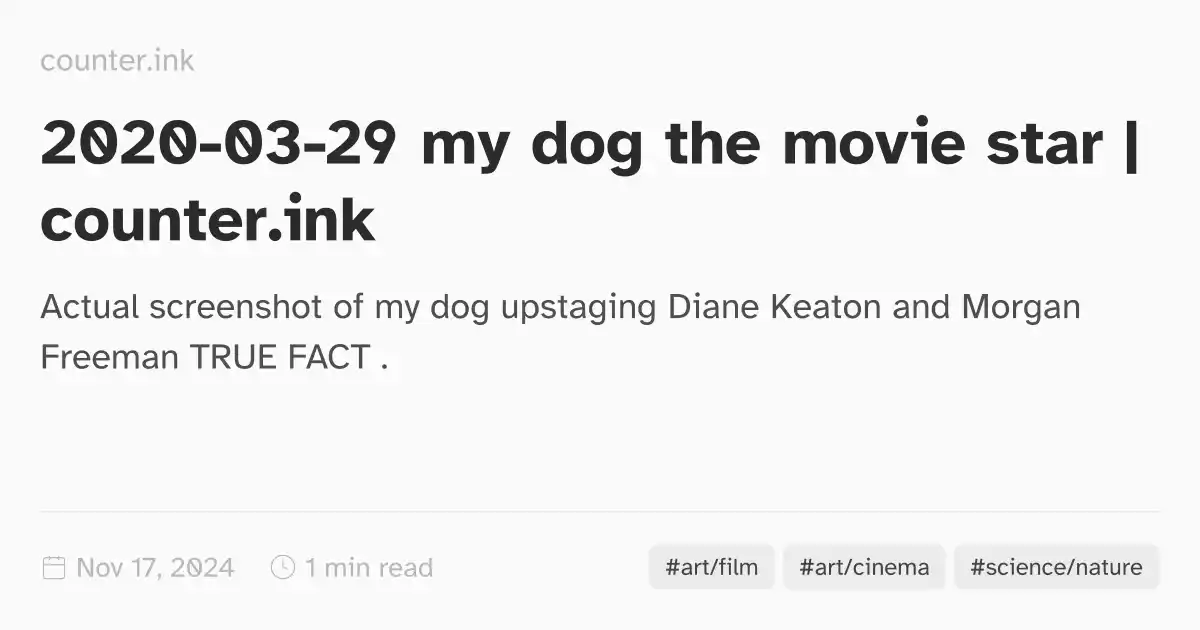 counter.ink
2020-03-29 my dog the movie star |
counter.ink
Actual screenshot of my dog upstaging Diane Keaton and Morgan
Freeman TRUE FACT .
Nov 17, 2024 1 min read #art/film #art/cinema #science/nature